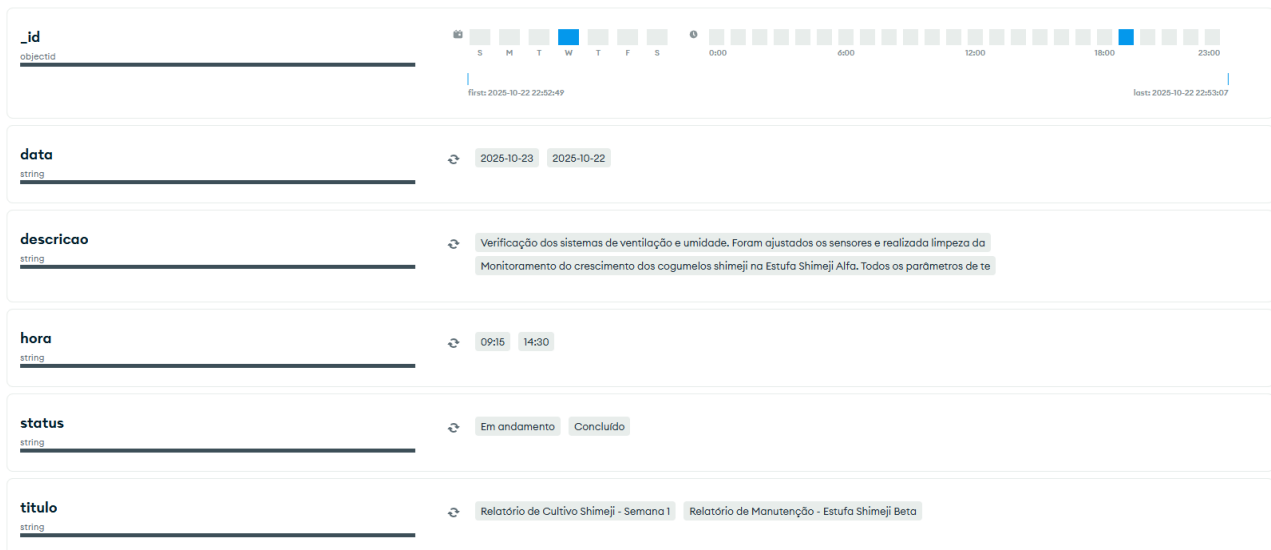 _id
objectid
S M T W T F S
0:00 6:00 12:00 18:00 23:00
first: 2025-10-22 22:52:49 last: 2025-10-22 22:53:07
data
string
2025-10-23 2025-10-22
descricao
string
Verificação dos sistemas de ventilação e umidade. Foram ajustados os sensores e realizada limpeza da
Monitoramento do crescimento dos cogumelos shimeji na Estufa Shimeji Alfa. Todos os parâmetros de te
hora
string
09:15 14:30
status
string
Em andamento Concluído
titulo
string
Relatório de Cultivo Shimeji - Semana 1 Relatório de Manutenção - Estufa Shimeji Beta